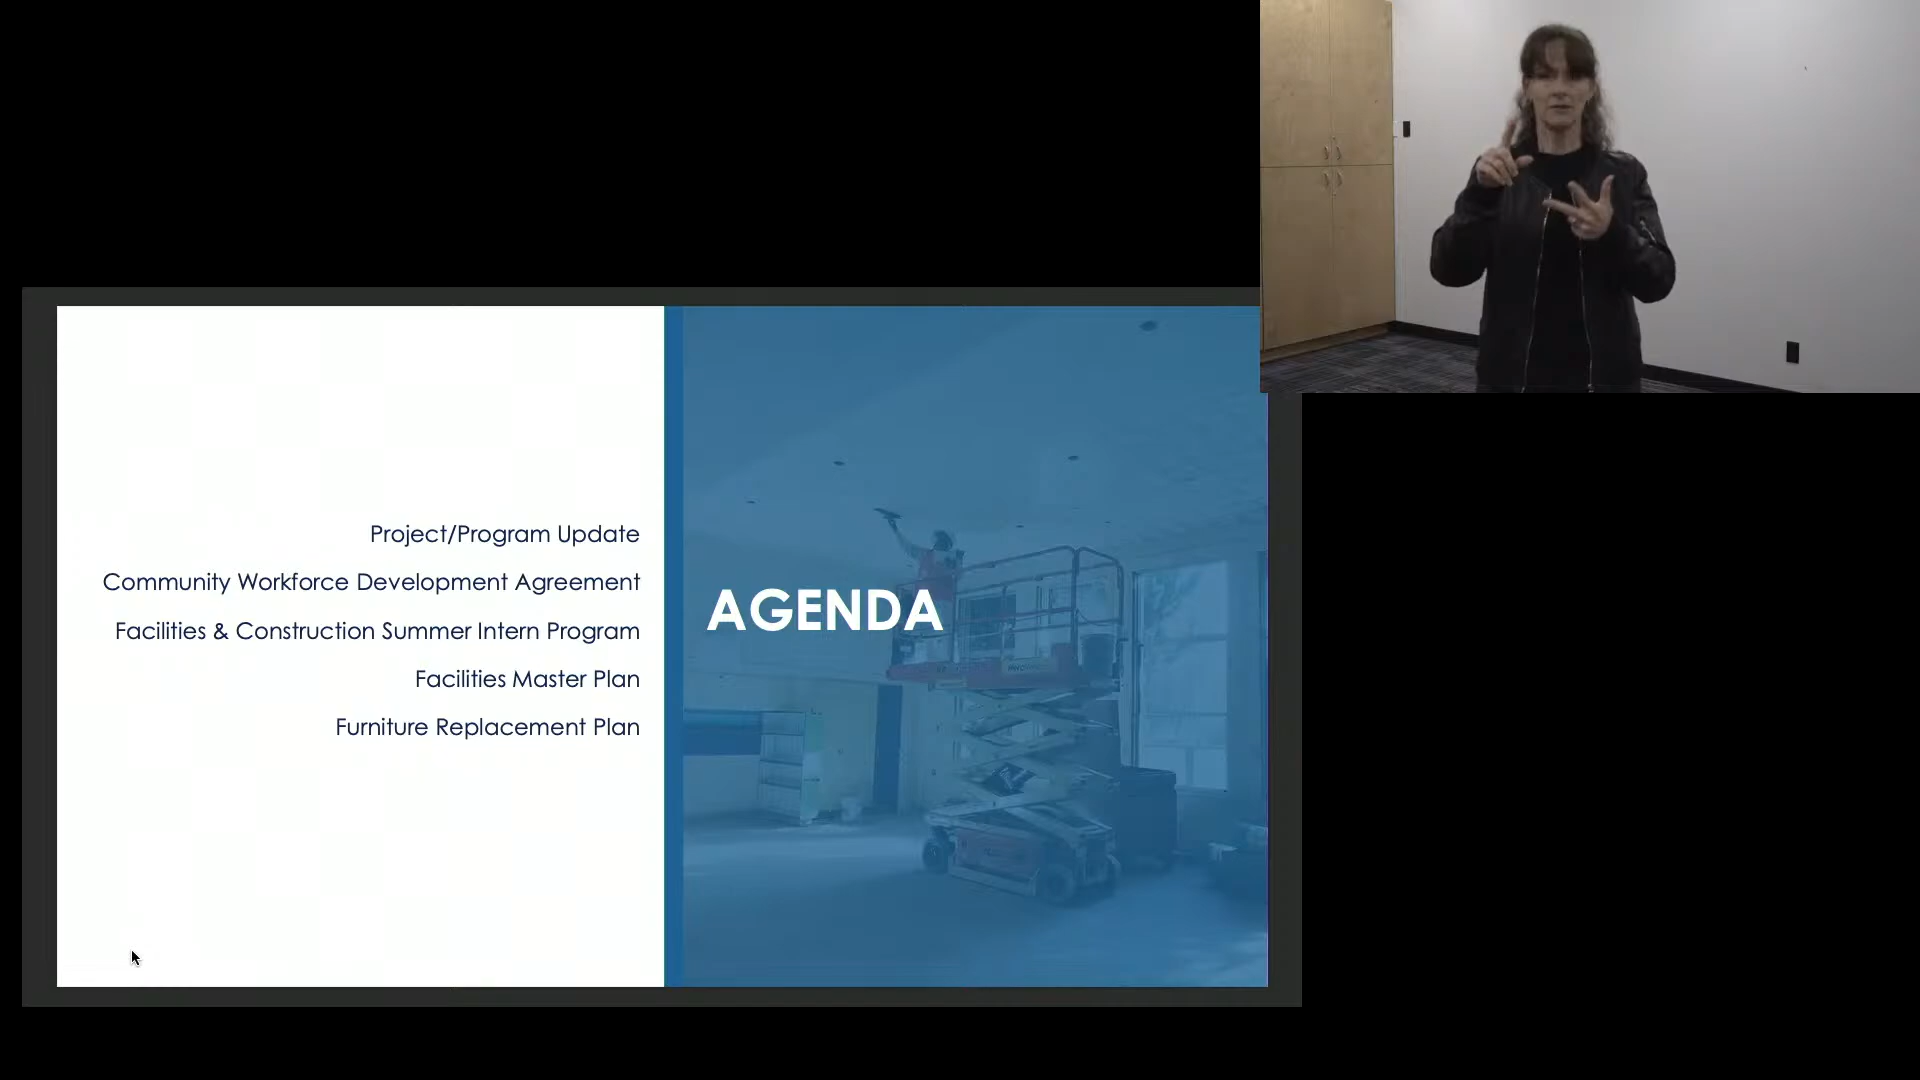 Project/Program Update
Community Workforce Development Agreement
Facilities & Construction Summer Intern Program
Facilities Master Plan
Furniture Replacement Plan
AGENDA